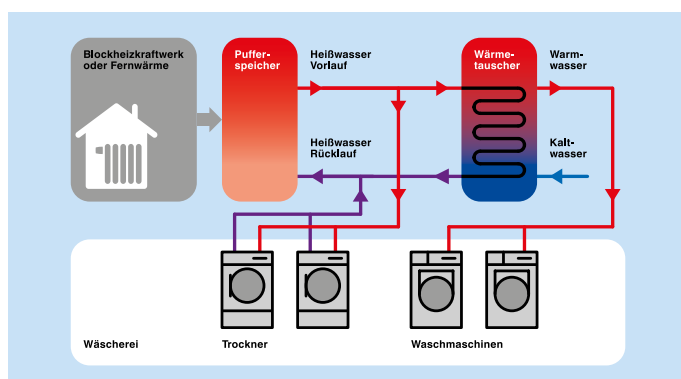 Blockheizkraftwerk
oder Fernwärme
Puffer-
speicher
Heißwasser
Vorlauf
Wärme-
tauscher
Warm-
wasser
Heißwasser
Rücklauf
Kalt-
wasser
Wäscherei
Trockner
Waschmaschinen